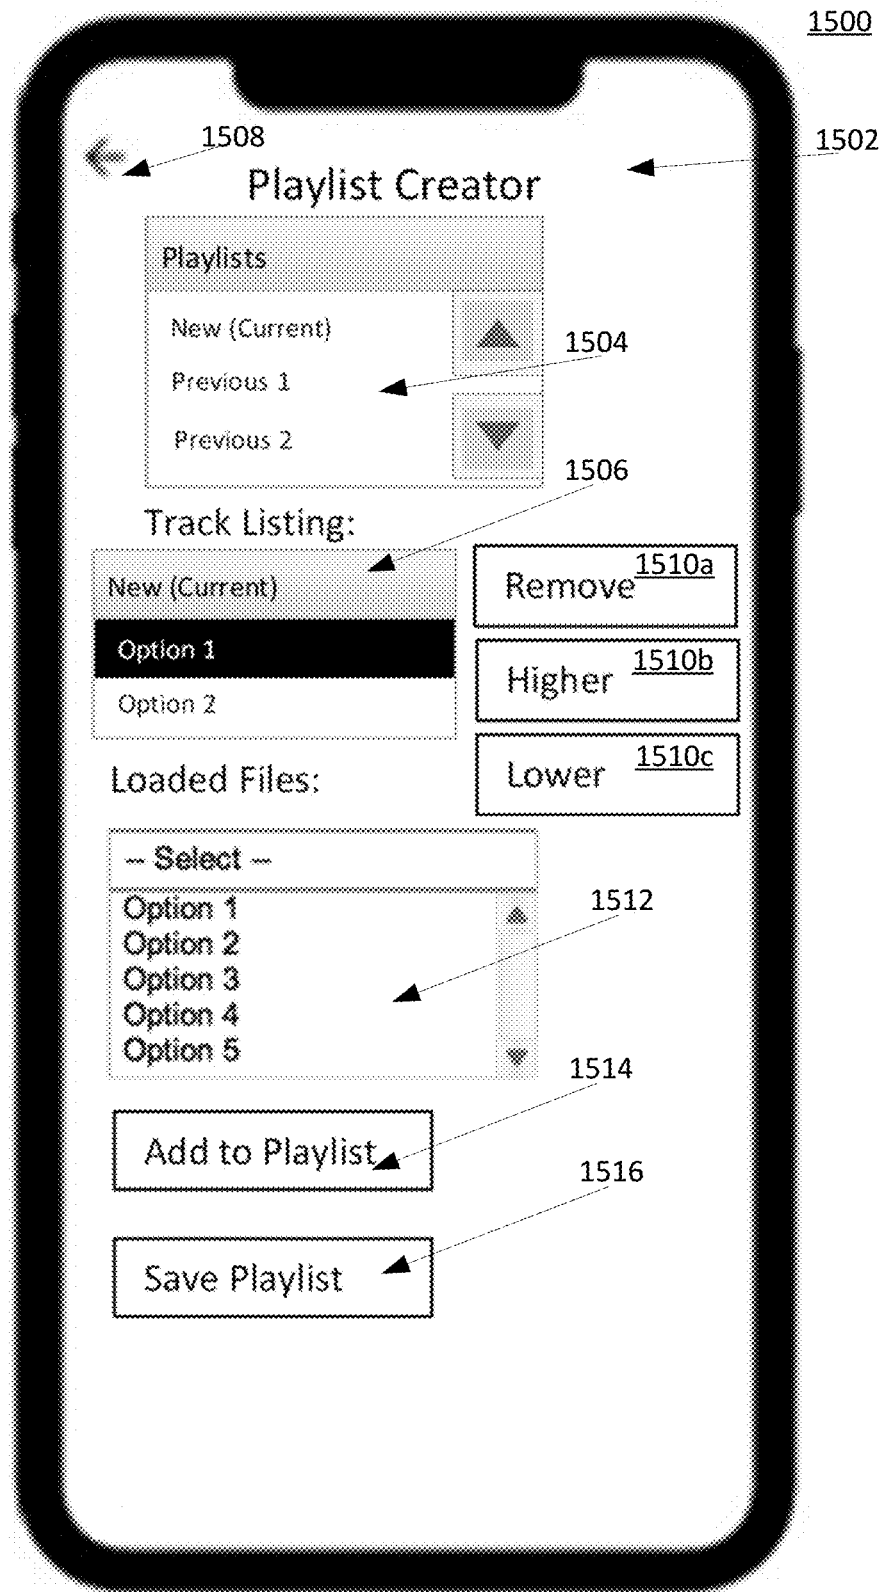 1500
1508
1502
Playlist Creator
Playlists
New (Current)
1504
Previous 1
Previous 2
1506
Track Listing:
New (Current)
Remove 1510a
Option 1
Higher 1510b
Option 2
Lower 1510c
Loaded Files:
-- Select --
Option 1
1512
Option 2
Option 3
Option 4
Option 5
1514
Add to Playlist
1516
Save Playlist